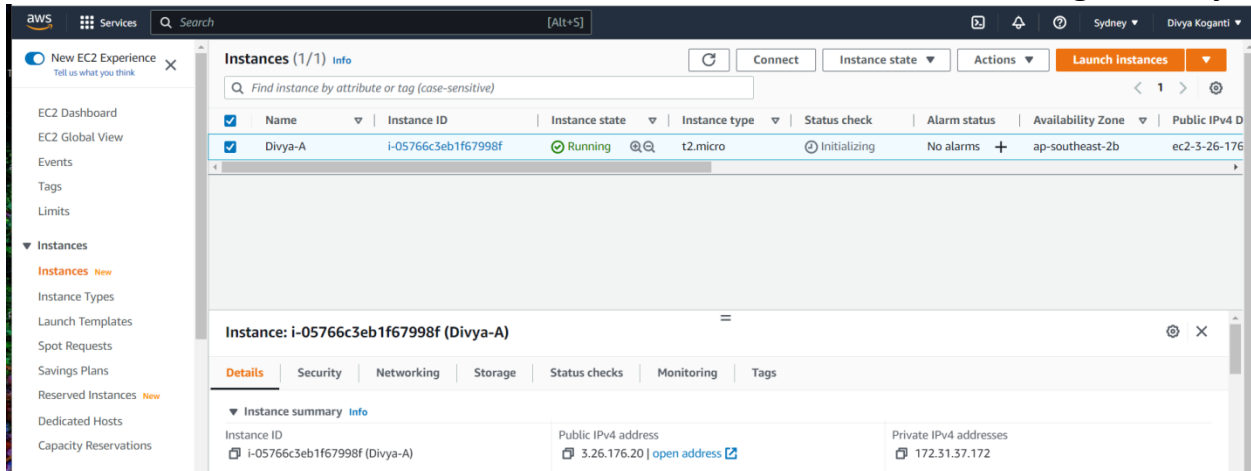 aws Services Search [Alt+S] Sydney ▼ Divya Koganti ▼
New EC2 Experience
Tell us what you think
EC2 Dashboard
EC2 Global View
Events
Tags
Limits
▼ Instances
Instances New
Instance Types
Launch Templates
Spot Requests
Savings Plans
Reserved Instances New
Dedicated Hosts
Capacity Reservations
Instances (1/1) Info Connect Instance state ▼ Actions ▼ Launch instances ▼
Find instance by attribute or tag (case-sensitive) < 1 >
Name Instance ID Instance state Instance type Status check Alarm status Availability Zone Public IPv4 D
Divya-A i-05766c3eb1f67998f Running t2.micro Initializing No alarms + ap-southeast-2b ec2-3-26-176
Instance: i-05766c3eb1f67998f (Divya-A)
Details Security Networking Storage Status checks Monitoring Tags
▼ Instance summary Info
Instance ID Public IPv4 address Private IPv4 addresses
i-05766c3eb1f67998f (Divya-A) 3.26.176.20 | open address 172.31.37.172